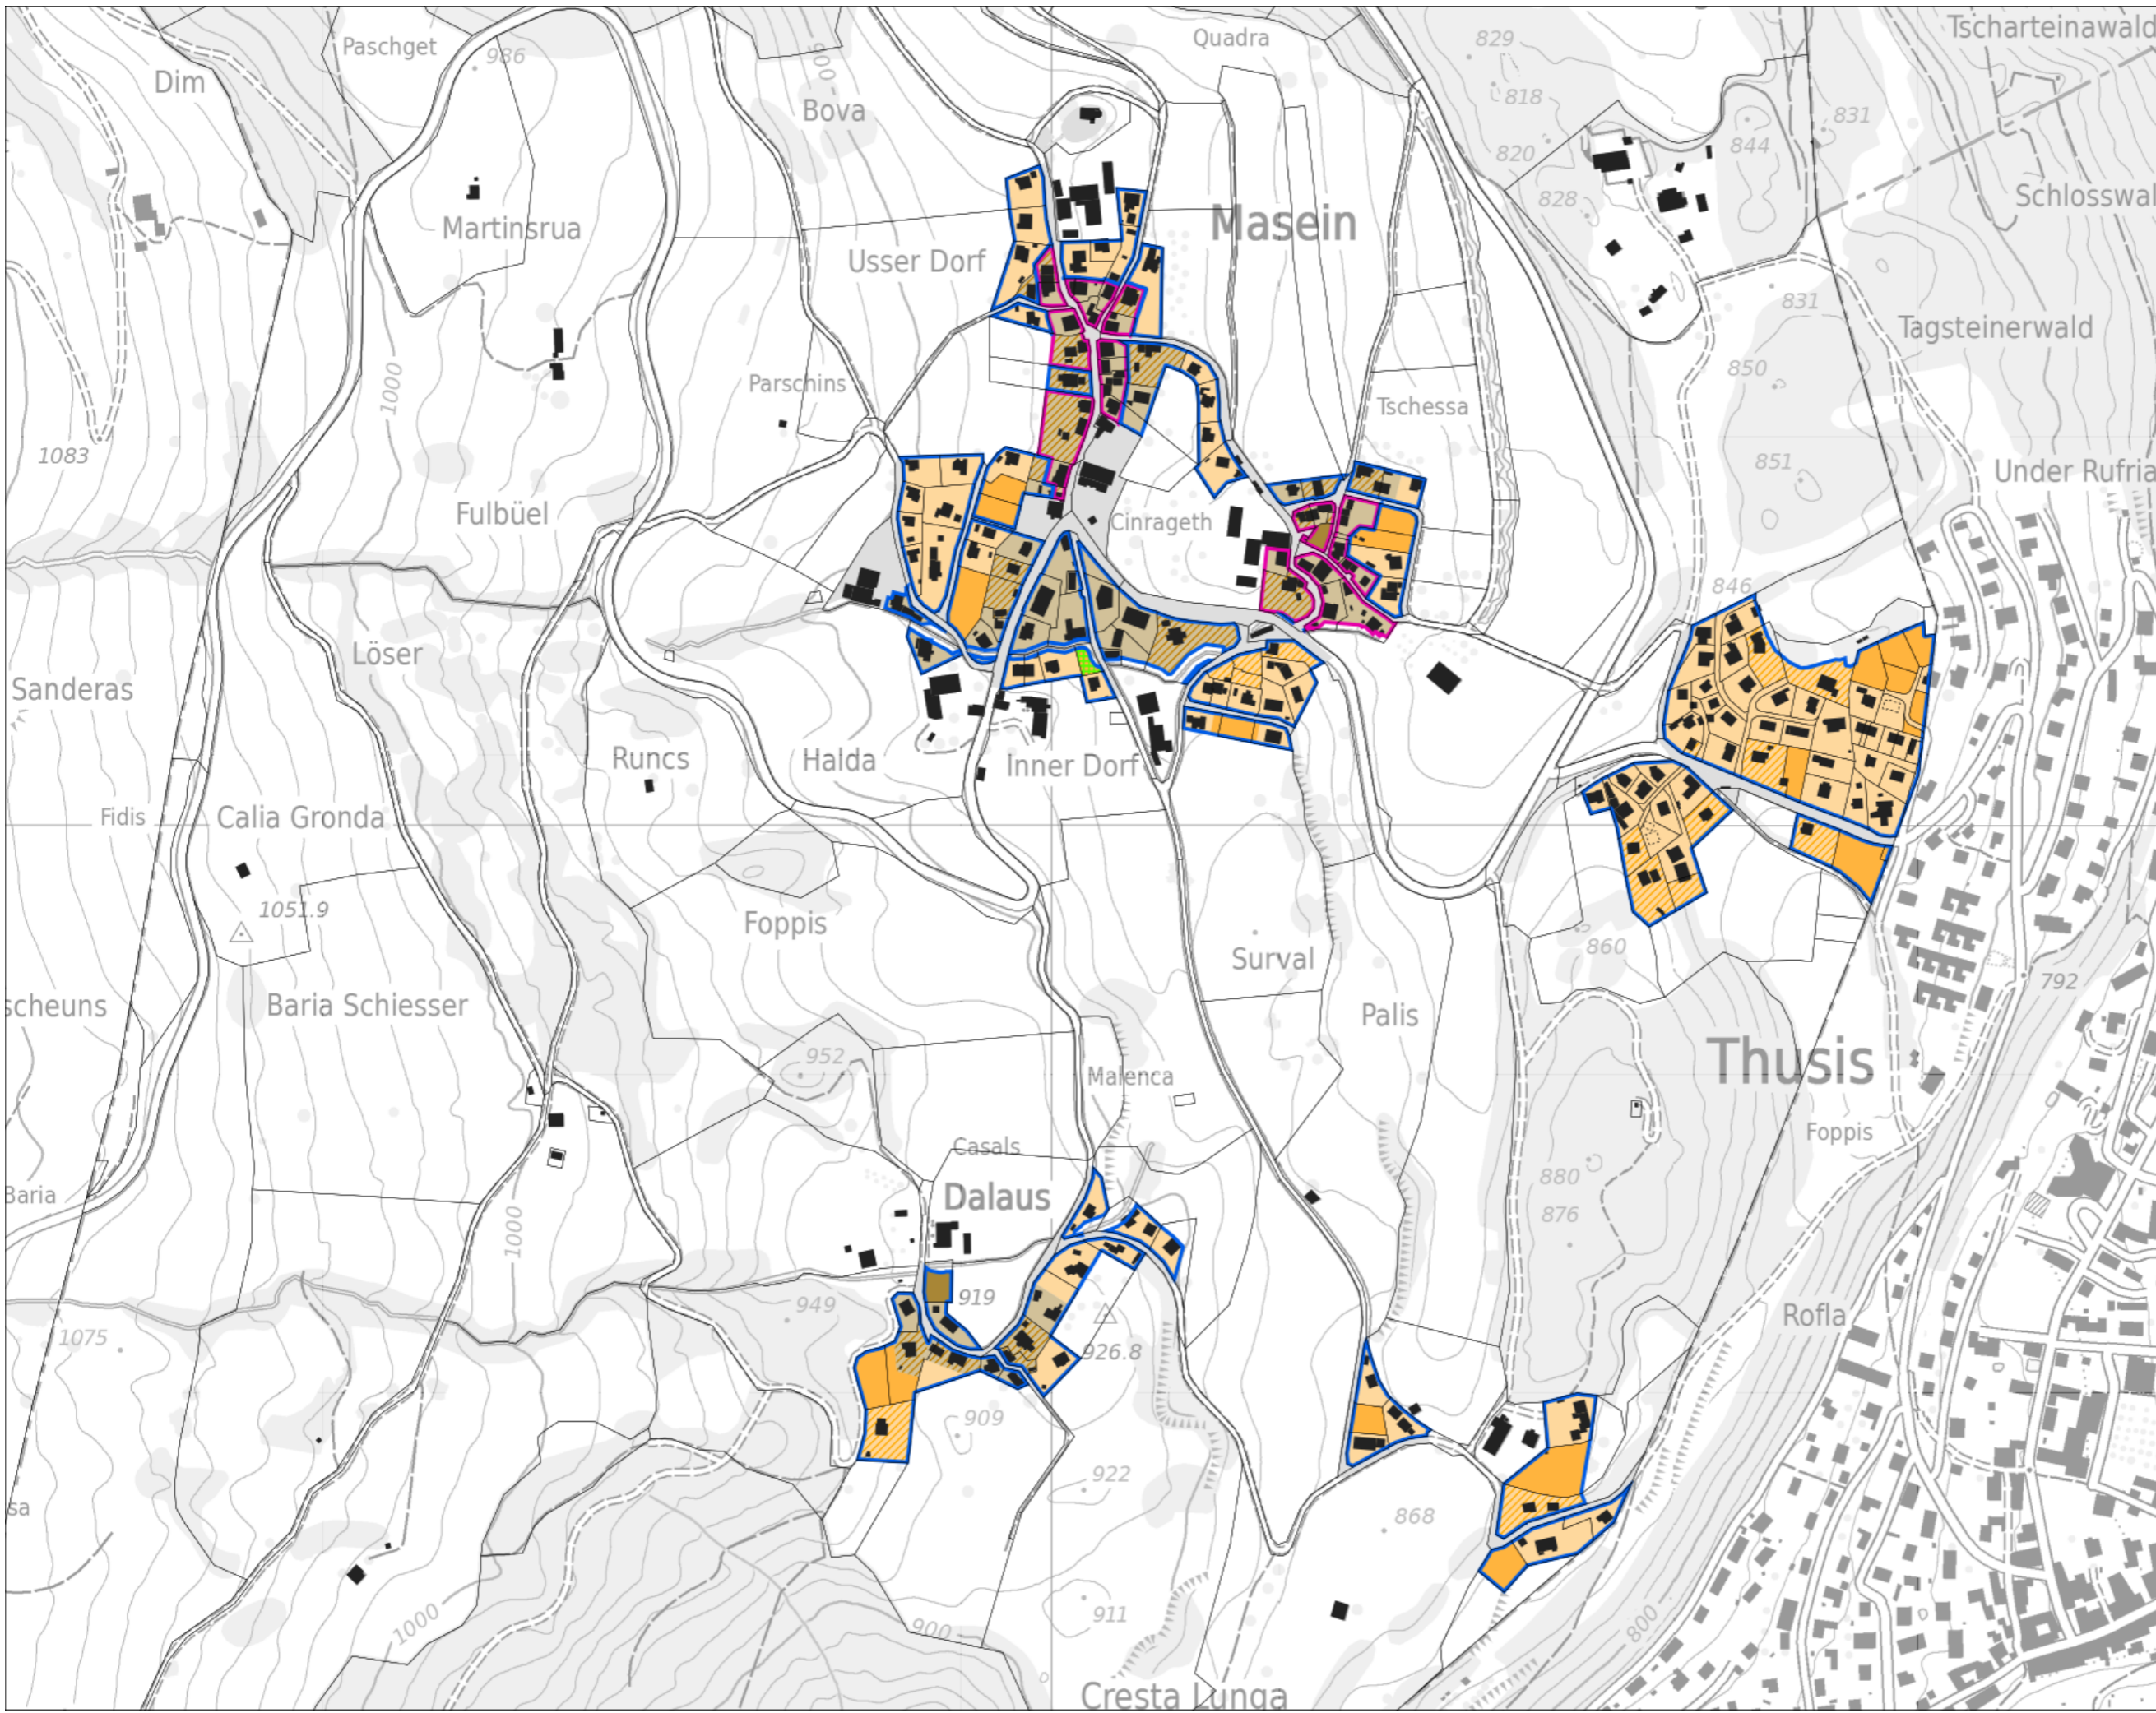 Paschget
986
Dim
Quadra
829
Tscharteinawald
900
Bova
818
831
844
820
828
Schlosswal
Masein
Martinsrua
Usser Dorf
831
Tagsteinerwald
850
1000
Parschins
Tschessa
1083
851
Under Rufria
Fulbüel
Cinrageth
846
Löser
Sanderas
Runcs
Halda
Inner Dorf
Fidis
Calia Gronda
1051.9
Foppis
860
Surval
792
scheuns
Baria Schiesser
Palis
952
Thusis
Malenca
Foppis
Casals
880
Baria
Dalaus
1000
876
949
919
Rofla
1075
926.8
909
922
sa
868
911
1000
900
800
Cresta Lunga